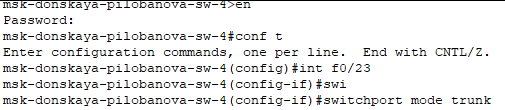 msk-donskaya-pilobanova-sw-4>en
Password:
msk-donskaya-pilobanova-sw-4#conf t
Enter configuration commands, one per line.  End with CNTL/Z.
msk-donskaya-pilobanova-sw-4(config)#int f0/23
msk-donskaya-pilobanova-sw-4(config-if)#swi
msk-donskaya-pilobanova-sw-4(config-if)#switchport mode trunk